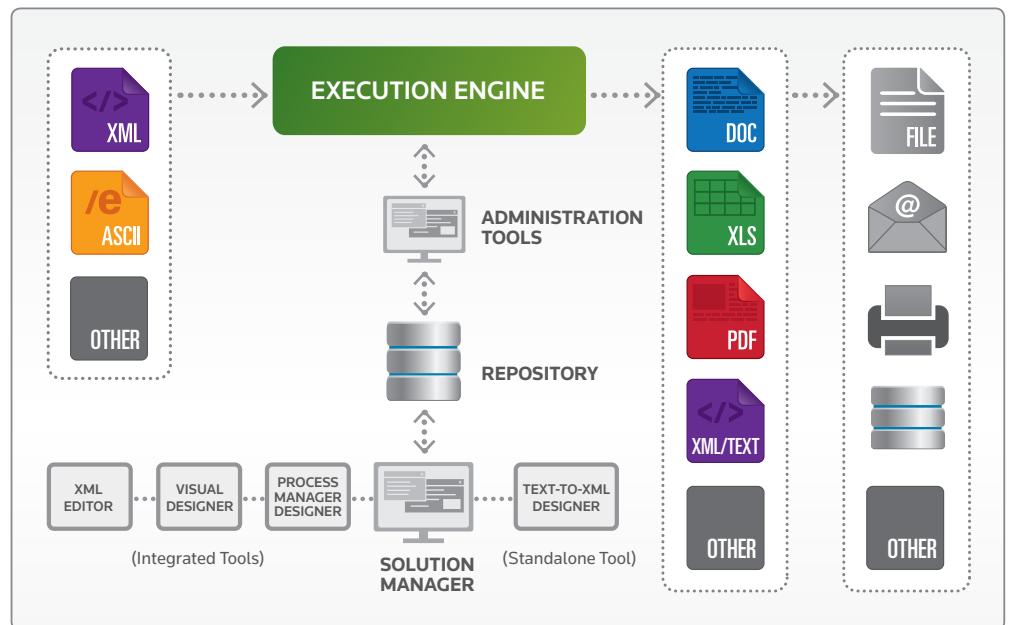 </>
XML
/e
ASCII
OTHER
EXECUTION ENGINE
ADMINISTRATION
TOOLS
REPOSITORY
XML
EDITOR
VISUAL
DESIGNER
PROCESS
MANAGER
DESIGNER
TEXT-TO-XML
DESIGNER
(Integrated Tools)
SOLUTION
MANAGER
(Standalone Tool)
DOC
XLS
PDF
</>
XML/TEXT
OTHER
FILE
@
OTHER